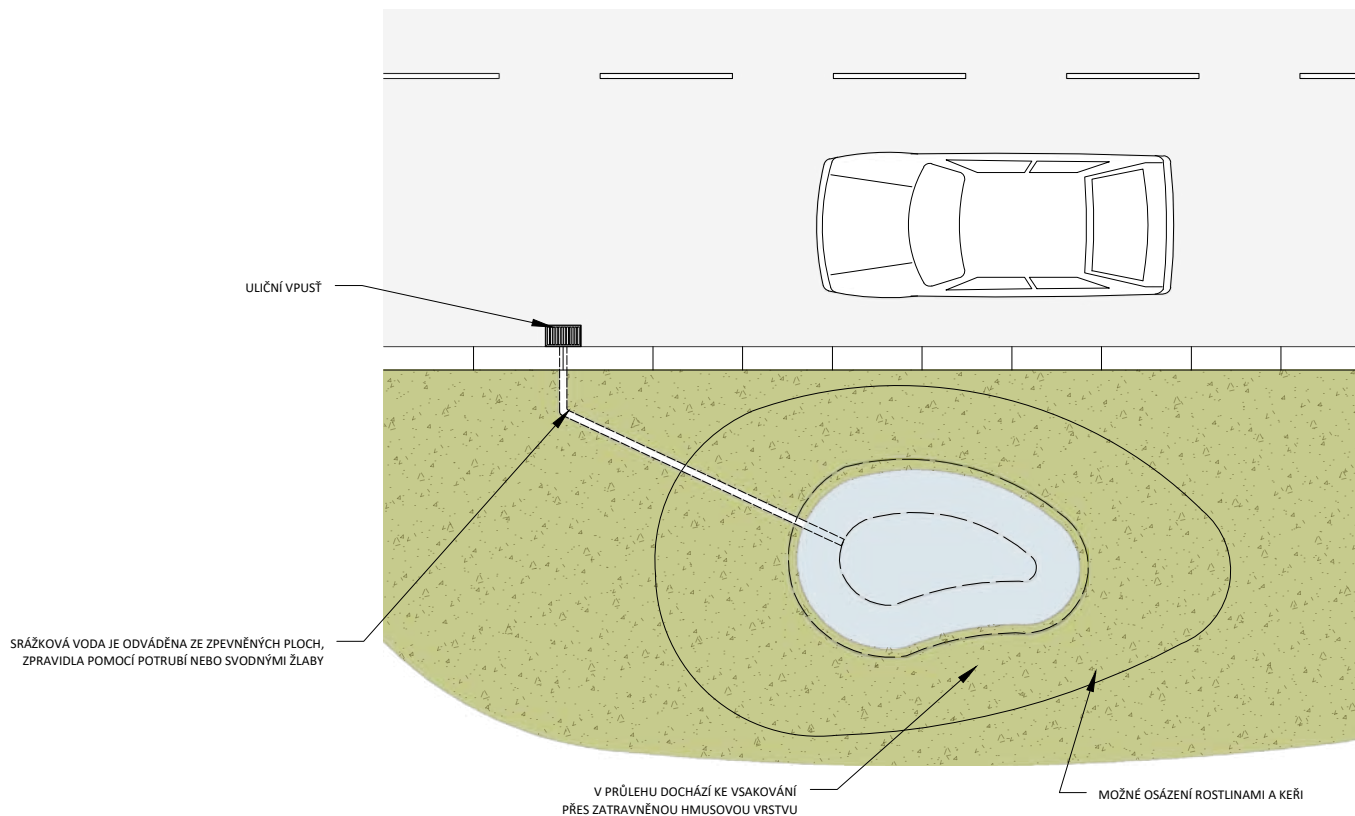 ULIČNÍ VPUSŤ
SRÁŽKOVÁ VODA JE ODVÁDĚNA ZE ZPEVNĚNÝCH PLOCH,
ZPRAVIDLA POMOCÍ POTRUBÍ NEBO SVODNÝMI ŽLABY
V PRŮLEHU DOCHÁZÍ KE VSAKOVÁNÍ
PŘES ZATRAVNĚNOU HMUSOVOU VRSTVU
MOŽNÉ OSÁZENÍ ROSTLINAMI A KEŘI